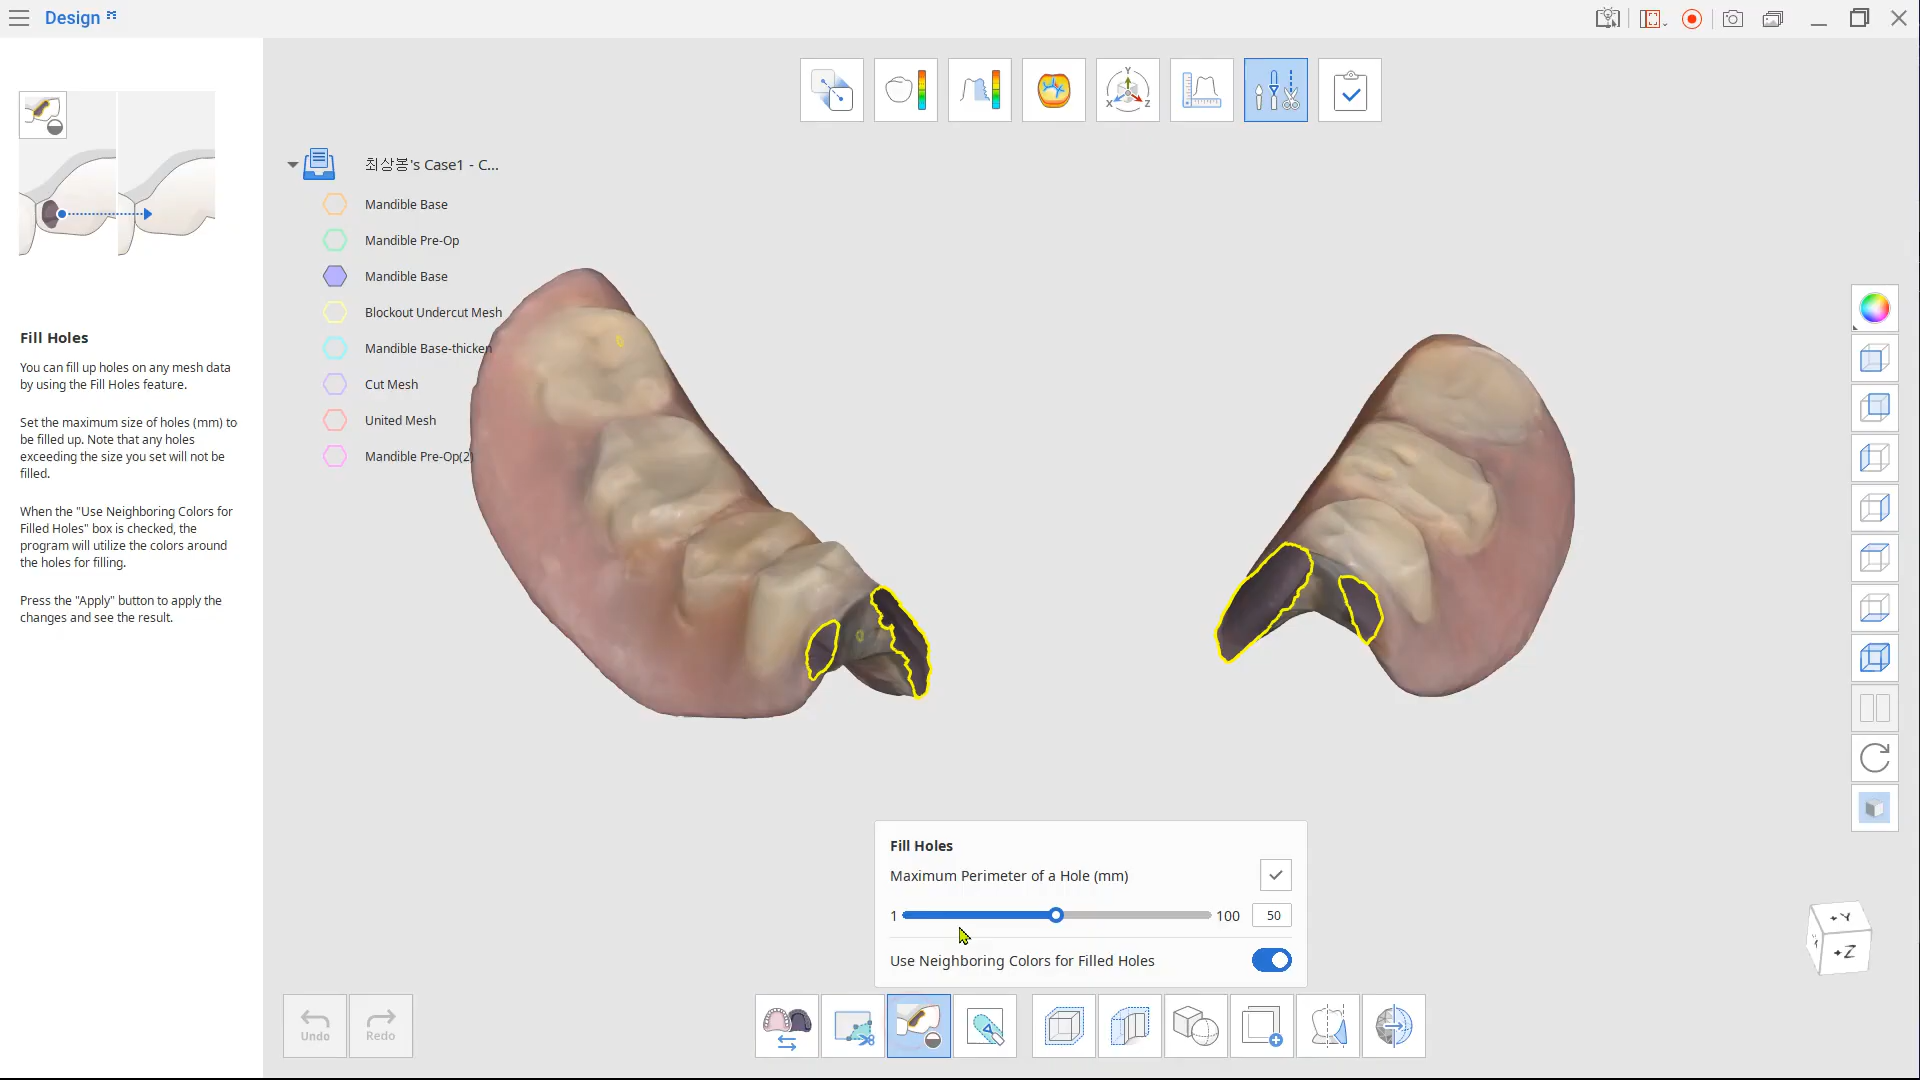 Design
최상봉's Case1 - C...
Mandible Base
Mandible Pre-Op
Mandible Base
Blockout Undercut Mesh
Mandible Base-thicken
Cut Mesh
United Mesh
Mandible Pre-Op(2)
Fill Holes
You can fill up holes on any mesh data
by using the Fill Holes feature.
Set the maximum size of holes (mm) to
be filled up. Note that any holes
exceeding the size you set will not be
filled.
When the "Use Neighboring Colors for
Filled Holes" box is checked, the
program will utilize the colors around
the holes for filling.
Press the "Apply" button to apply the
changes and see the result.
Y
X
Z
Fill Holes
Maximum Perimeter of a Hole (mm)
1
100
50
Use Neighboring Colors for Filled Holes
+Y
+Z
Undo
Redo